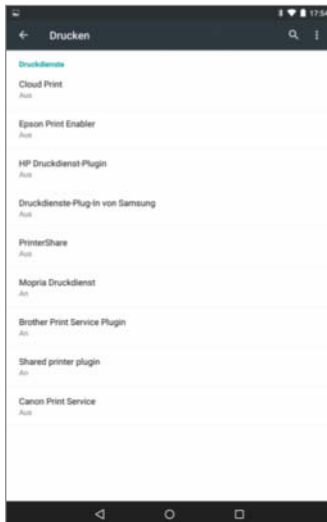 17:54
Drucken
Druckdienste
Cloud Print
Aus
Epson Print Enabler
Aus
HP Druckdienst-Plugin
Aus
Druckdienste-Plug-In von Samsung
Aus
PrinterShare
Aus
Mopria Druckdienst
An
Brother Print Service Plugin
An
Shared printer plugin
An
Canon Print Service
Aus